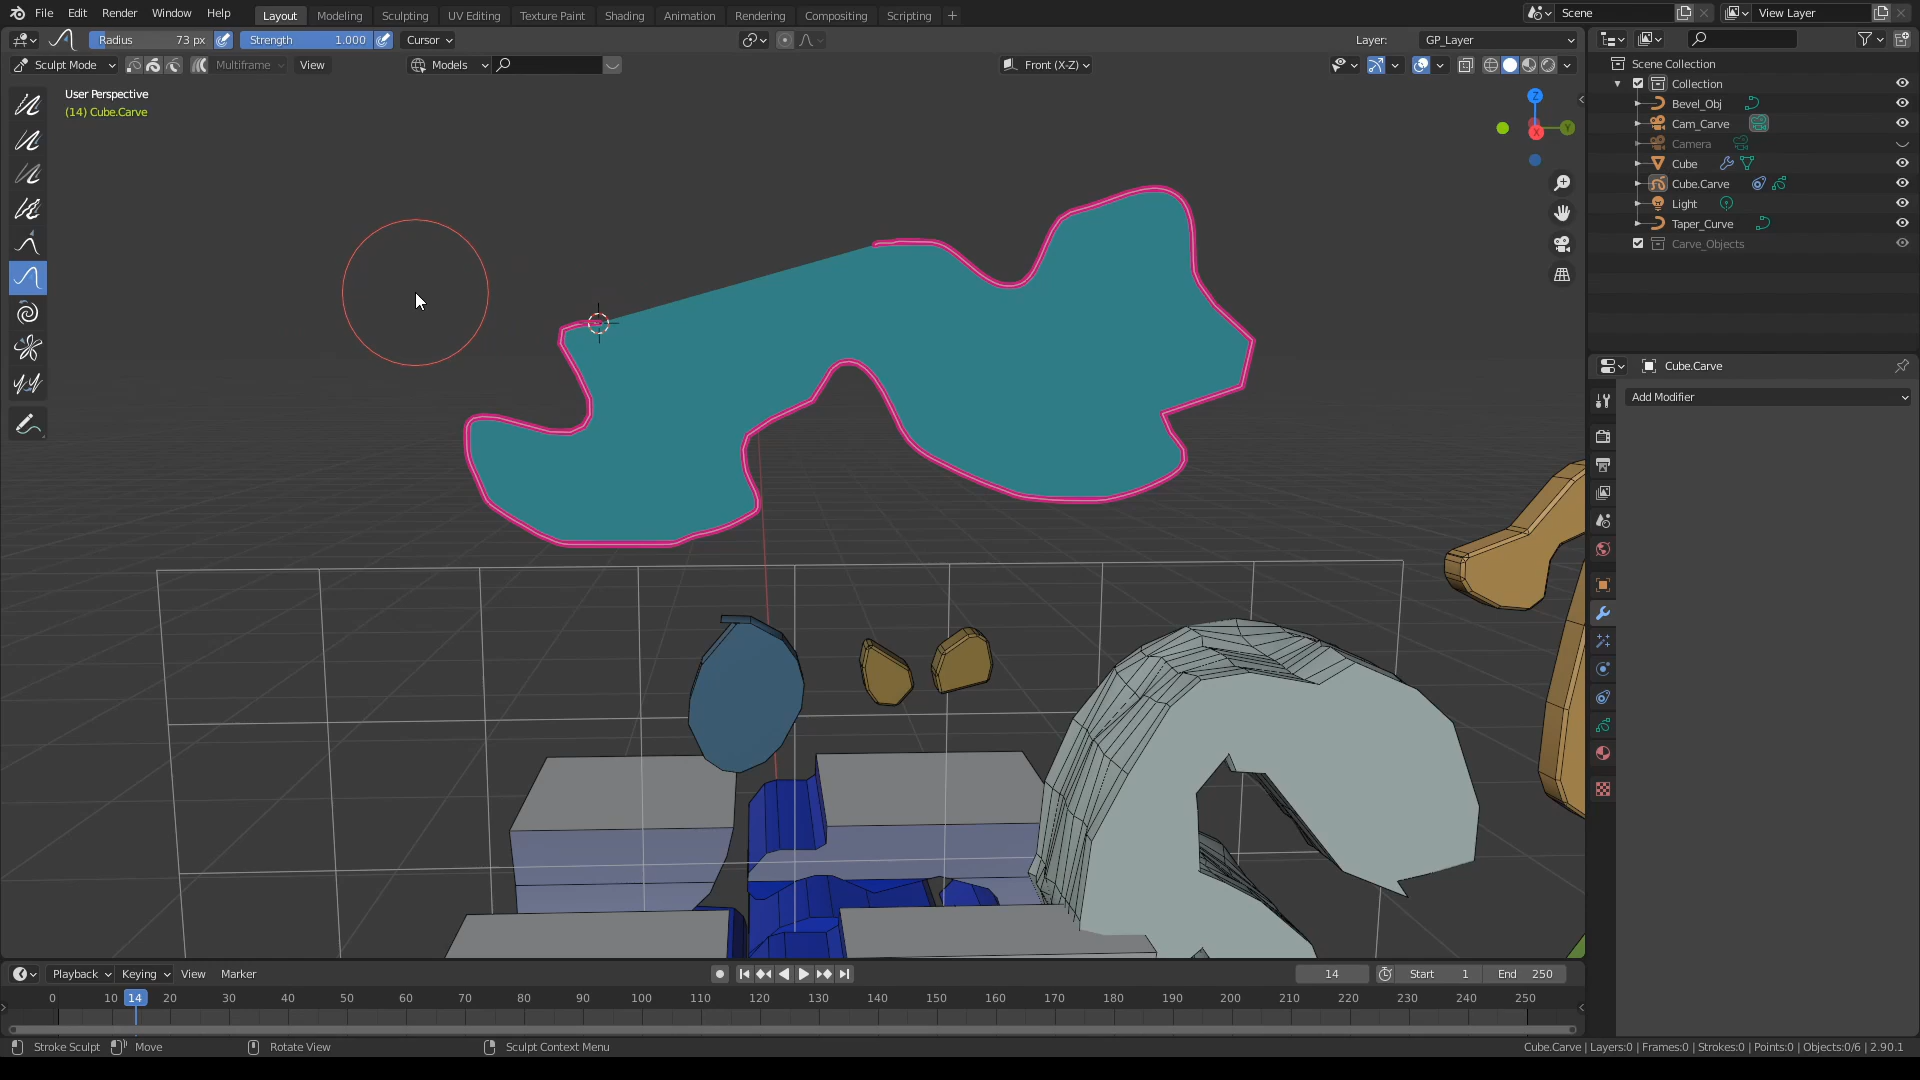 File Edit Render Window Help Layout Modeling Sculpting UV Editing Texture Paint Shading Animation Rendering Compositing Scripting + Scene View Layer
Radius 73 px Strength 1.000 Cursor Layer: GP_Layer
Sculpt Mode Multiframe View Models Front (X-Z)
Scene Collection
Collection
User Perspective
(14) Cube.Carve
Z
Y
X
Bevel_Obj
Cam_Carve
Camera
Cube
Cube.Carve
Light
Taper_Curve
Carve_Objects
Cube.Carve
Add Modifier
Playback Keying View Marker 14 Start 1 End 250
0 10 14 20 30 40 50 60 70 80 90 100 110 120 130 140 150 160 170 180 190 200 210 220 230 240 250
Stroke Sculpt Move Rotate View Sculpt Context Menu Cube.Carve | Layers:0 | Frames:0 | Strokes:0 | Points:0 | Objects:0/6 | 2.90.1